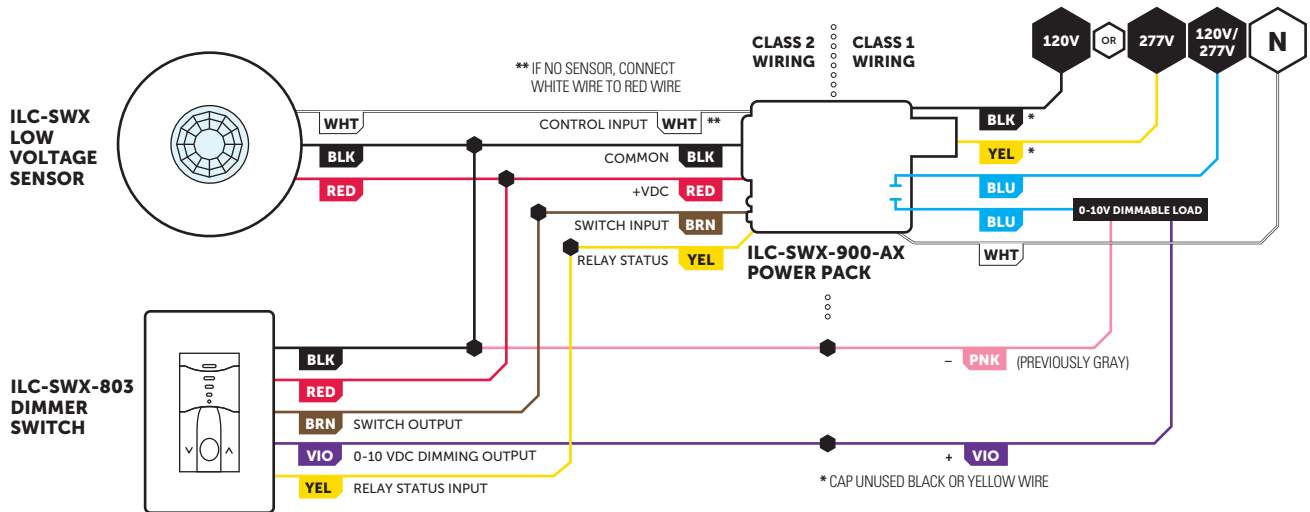 CLASS 2
WIRING
CLASS 1
WIRING
120V
OR
277V
120V/
277V
N
** IF NO SENSOR, CONNECT
WHITE WIRE TO RED WIRE
ILC-SWX
LOW
VOLTAGE
SENSOR
WHT
CONTROL INPUT WHT **
BLK
COMMON BLK
RED
+VDC RED
SWITCH INPUT BRN
RELAY STATUS YEL
BLK *
YEL *
BLU
BLU
0-10V DIMMABLE LOAD
WHT
ILC-SWX-900-AX
POWER PACK
ILC-SWX-803
DIMMER
SWITCH
BLK
– PNK (PREVIOUSLY GRAY)
RED
BRN SWITCH OUTPUT
VIO 0-10 VDC DIMMING OUTPUT
+ VIO
YEL RELAY STATUS INPUT
* CAP UNUSED BLACK OR YELLOW WIRE